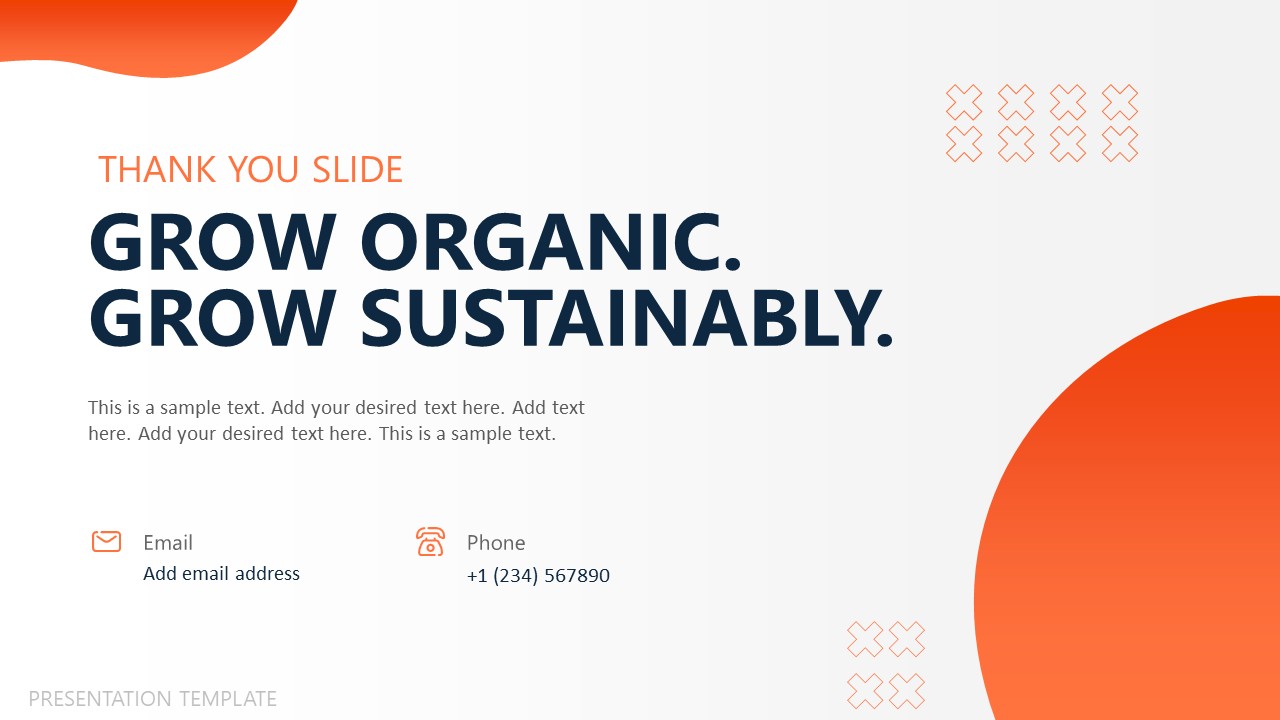 THANK YOU SLIDE
GROW ORGANIC.
GROW SUSTAINABLY.
This is a sample text. Add your desired text here. Add text
here. Add your desired text here. This is a sample text.
Email
Add email address
Phone
+1 (234) 567890
PRESENTATION TEMPLATE